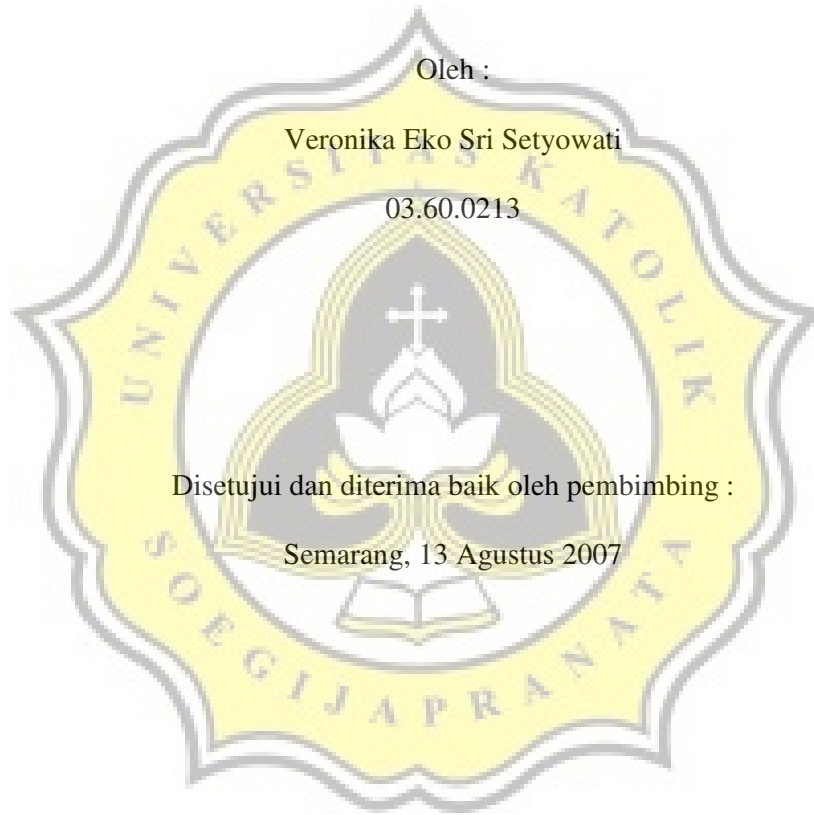 Oleh :
Veronika Eko Sri Setyowati
03.60.0213
UNIVERSITAS KATOLIK
Disetujui dan diterima baik oleh pembimbing :
Semarang, 13 Agustus 2007
SOEGIJAPRANATA